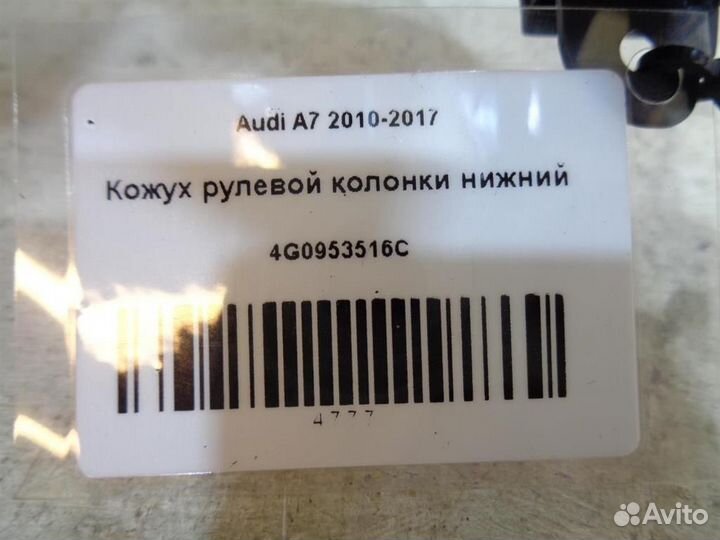 Audi A7 2010-2017
Кожух рулевой колонки нижний
4G0953516C
4777
Avito